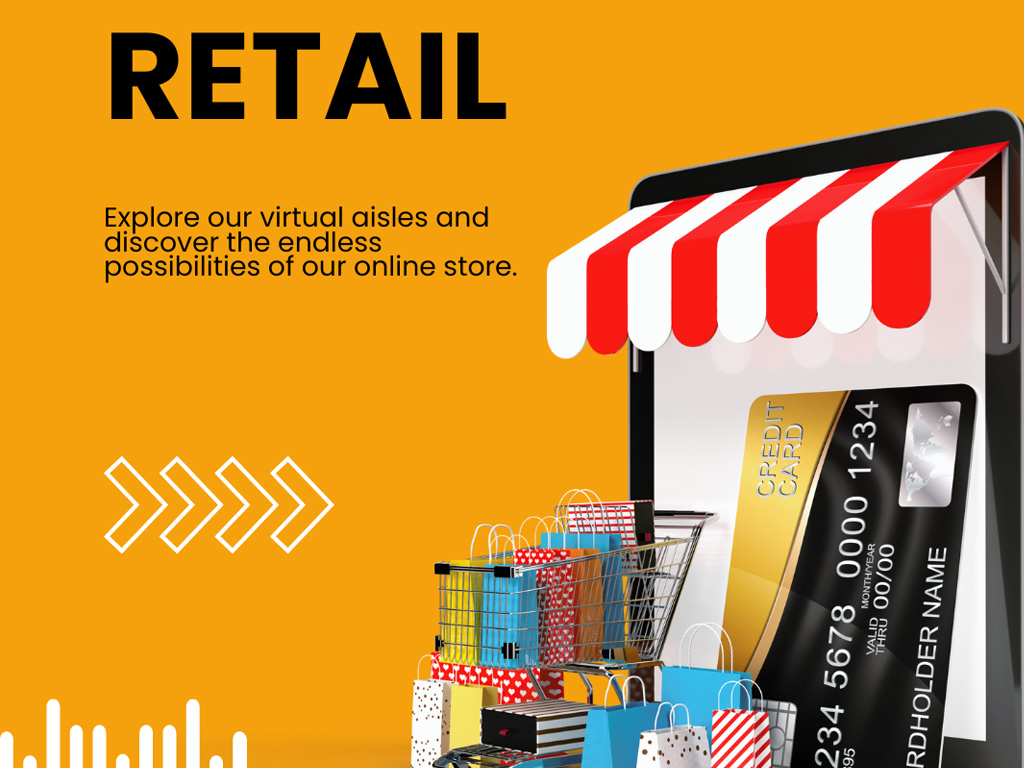 RETAIL
Explore our virtual aisles and
discover the endless
possibilities of our online store.
CREDIT
CARD
234 5678 0000 1234
MONTH/YEAR
VALID
THRU 00/00
RDHOLDER NAME